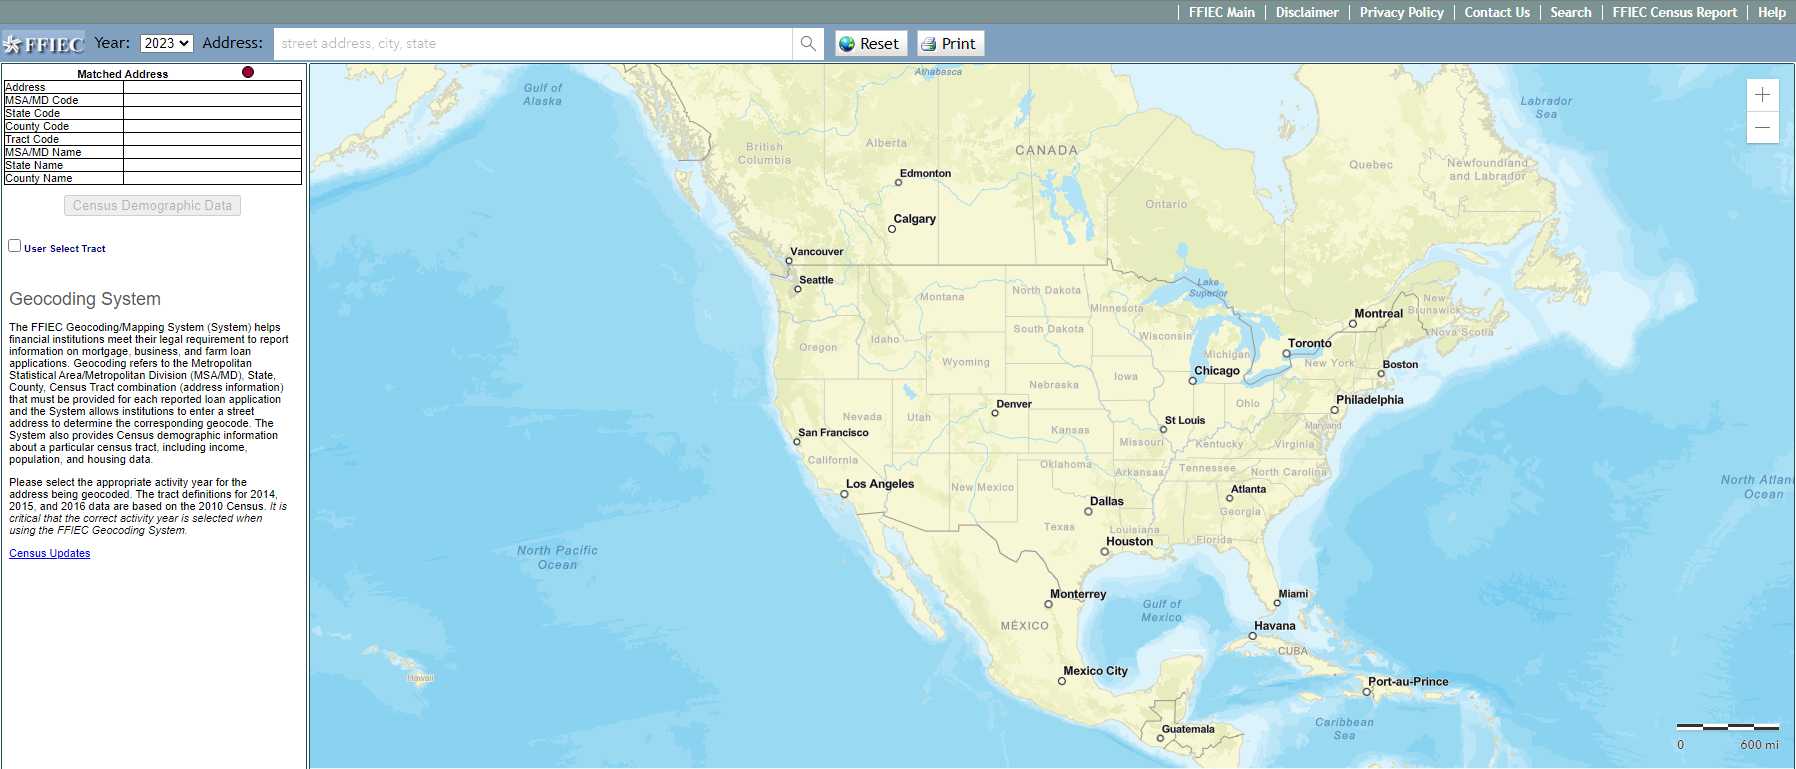 FFIEC Main
Disclaimer
Privacy Policy
Contact Us
Search
FFIEC Census Report
Help
FFIEC
Year:
2023
Address:
street address, city, state
Reset
Print
Matched Address
Address
MSA/MD Code
State Code
County Code
Tract Code
MSA/MD Name
State Name
County Name
Census Demographic Data
User Select Tract
Geocoding System
The FFIEC Geocoding/Mapping System (System) helps
financial institutions meet their legal requirement to report
information on mortgage, business, and farm loan
applications. Geocoding refers to the Metropolitan
Statistical Area/Metropolitan Division (MSA/MD), State,
County, Census Tract combination (address information)
that must be provided for each reported loan application
and the System allows institutions to enter a street
address to determine the corresponding geocode. The
System also provides Census demographic information
about a particular census tract, including income,
population, and housing data.
Please select the appropriate activity year for the
address being geocoded. The tract definitions for 2014,
2015, and 2016 data are based on the 2010 Census. It is
critical that the correct activity year is selected when
using the FFIEC Geocoding System.
Census Updates
Athabasca
Gulf of
Alaska
Labrador
Sea
British
Columbia
Alberta
CANADA
Quebec
Newfoundland
and Labrador
Edmonton
Ontario
Calgary
Vancouver
Seattle
Lake
Superior
Montana
North Dakota
Minnesota
New
Brunswick
Montreal
Nova Scotia
South Dakota
Wisconsin
Oregon
Idaho
Toronto
Michigan
Wyoming
New York
Boston
Chicago
Iowa
Nebraska
Philadelphia
Denver
Ohio
Nevada
Utah
St Louis
Maryland
Kansas
San Francisco
Missouri
Kentucky
Virginia
California
Oklahoma
Arkansas
Tennessee
North Carolina
Los Angeles
New Mexico
Atlanta
North Atlan
Ocean
Dallas
Georgia
Texas
Louisiana
Houston
Florida
North Pacific
Ocean
Monterrey
Miami
Gulf of
Mexico
MÉXICO
Havana
CUBA
Mexico City
Hawaii
Port-au-Prince
Guatemala
Caribbean
Sea
0
600 mi